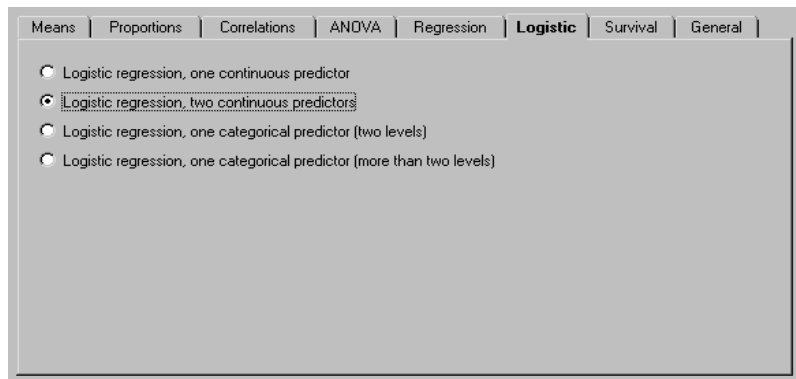 Means Proportions Correlations ANOVA Regression Logistic Survival General
Logistic regression, one continuous predictor
Logistic regression, two continuous predictors
Logistic regression, one categorical predictor (two levels)
Logistic regression, one categorical predictor (more than two levels)